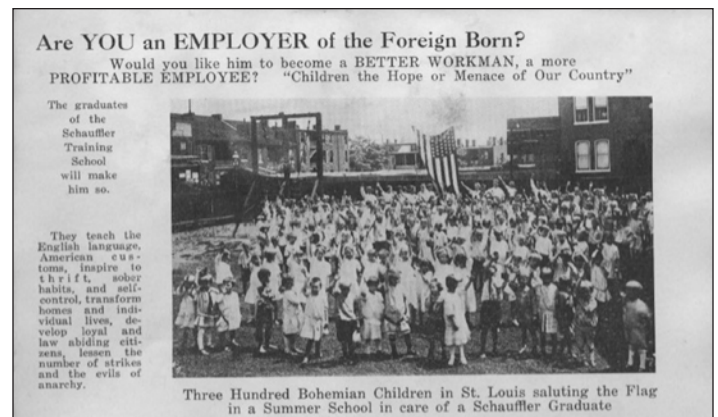 Are YOU an EMPLOYER of the Foreign Born?
Would you like him to become a BETTER WORKMAN, a more
PROFITABLE EMPLOYEE? "Children the Hope or Menace of Our Country"
The graduates
of the
Schauffler
Training
School
will make
him so.
They teach the
English language,
American cus-
toms, inspire to
thrift, sober
habits, and self-
control, transform
homes and indi-
vidual lives, de-
velop loyal and
law abiding citi-
zens, lessen the
number of strikes
and the evils of
anarchy.
Three Hundred Bohemian Children in St. Louis saluting the Flag
in a Summer School in care of a Schauffler Graduate